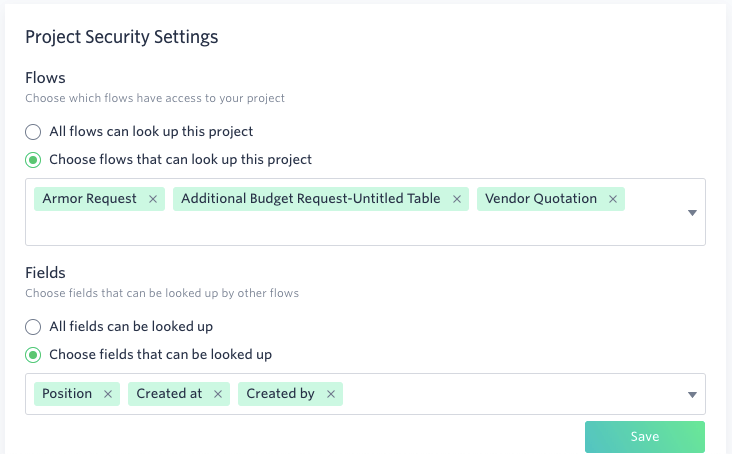 Project Security Settings
Flows
Choose which flows have access to your project
All flows can look up this project
Choose flows that can look up this project
Armor Request × Additional Budget Request-Untitled Table × Vendor Quotation ×
Fields
Choose fields that can be looked up by other flows
All fields can be looked up
Choose fields that can be looked up
Position × Created at × Created by ×
Save